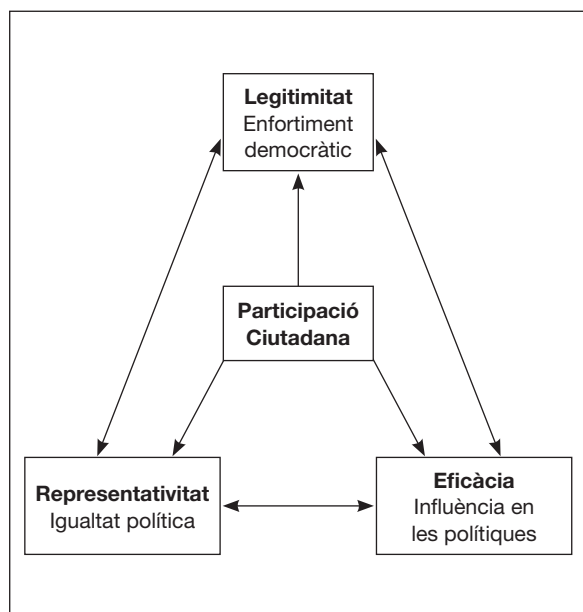 Legitimitat
Enfortiment
democràtic
Participació
Ciutadana
Representativitat
Igualtat política
Eficàcia
Influència en
les polítiques